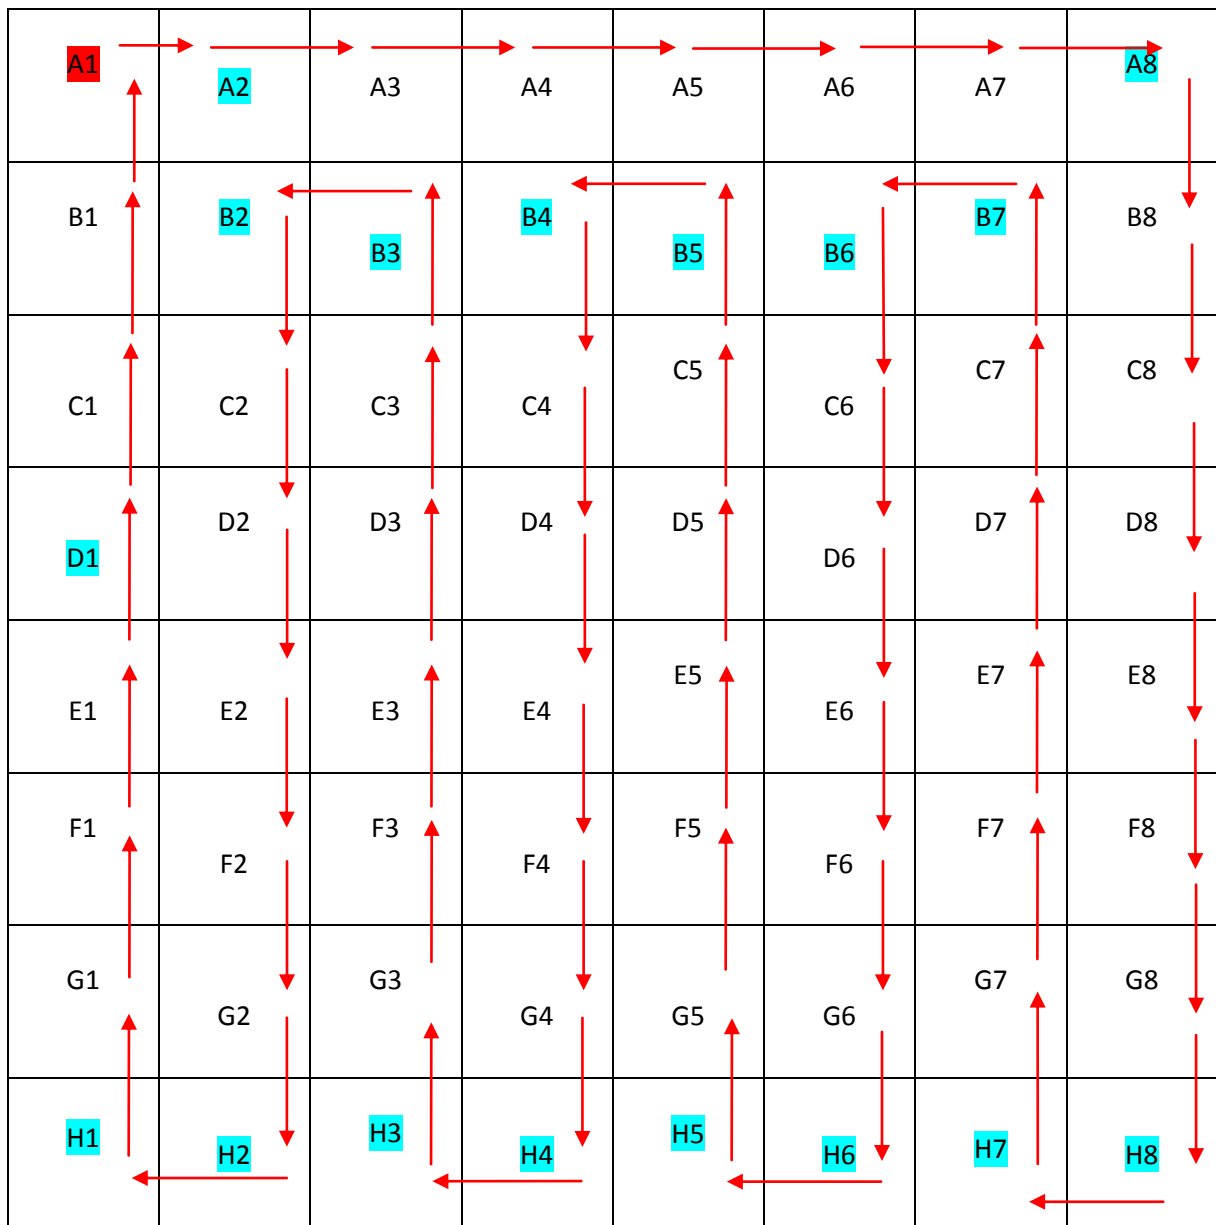 A1 A2 A3 A4 A5 A6 A7 A8
B1 B2 B3 B4 B5 B6 B7 B8
C1 C2 C3 C4 C5 C6 C7 C8
D1 D2 D3 D4 D5 D6 D7 D8
E1 E2 E3 E4 E5 E6 E7 E8
F1 F2 F3 F4 F5 F6 F7 F8
G1 G2 G3 G4 G5 G6 G7 G8
H1 H2 H3 H4 H5 H6 H7 H8